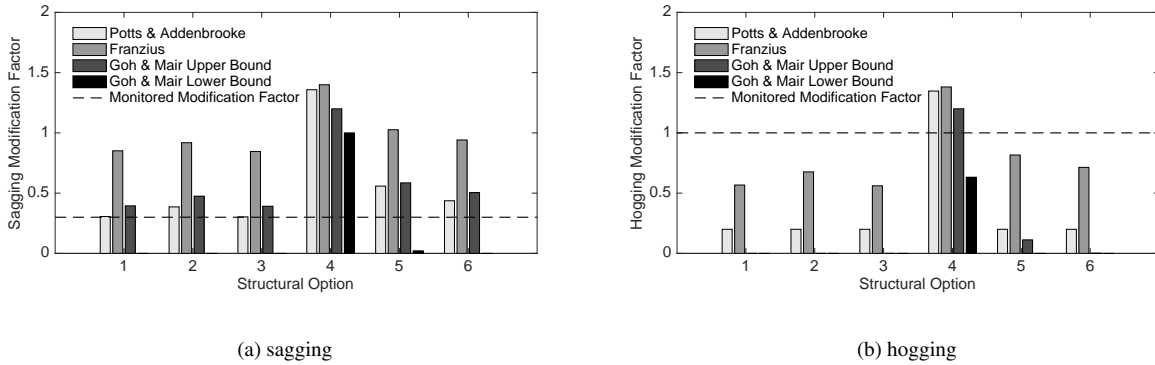 2
1.5
1
0.5
0
Sagging Modification Factor
Potts & Addenbrooke
Franzius
Goh & Mair Upper Bound
Goh & Mair Lower Bound
Monitored Modification Factor
1 2 3 4 5 6
Structural Option
(a) sagging
2
1.5
1
0.5
0
Hogging Modification Factor
Potts & Addenbrooke
Franzius
Goh & Mair Upper Bound
Goh & Mair Lower Bound
Monitored Modification Factor
1 2 3 4 5 6
Structural Option
(b) hogging